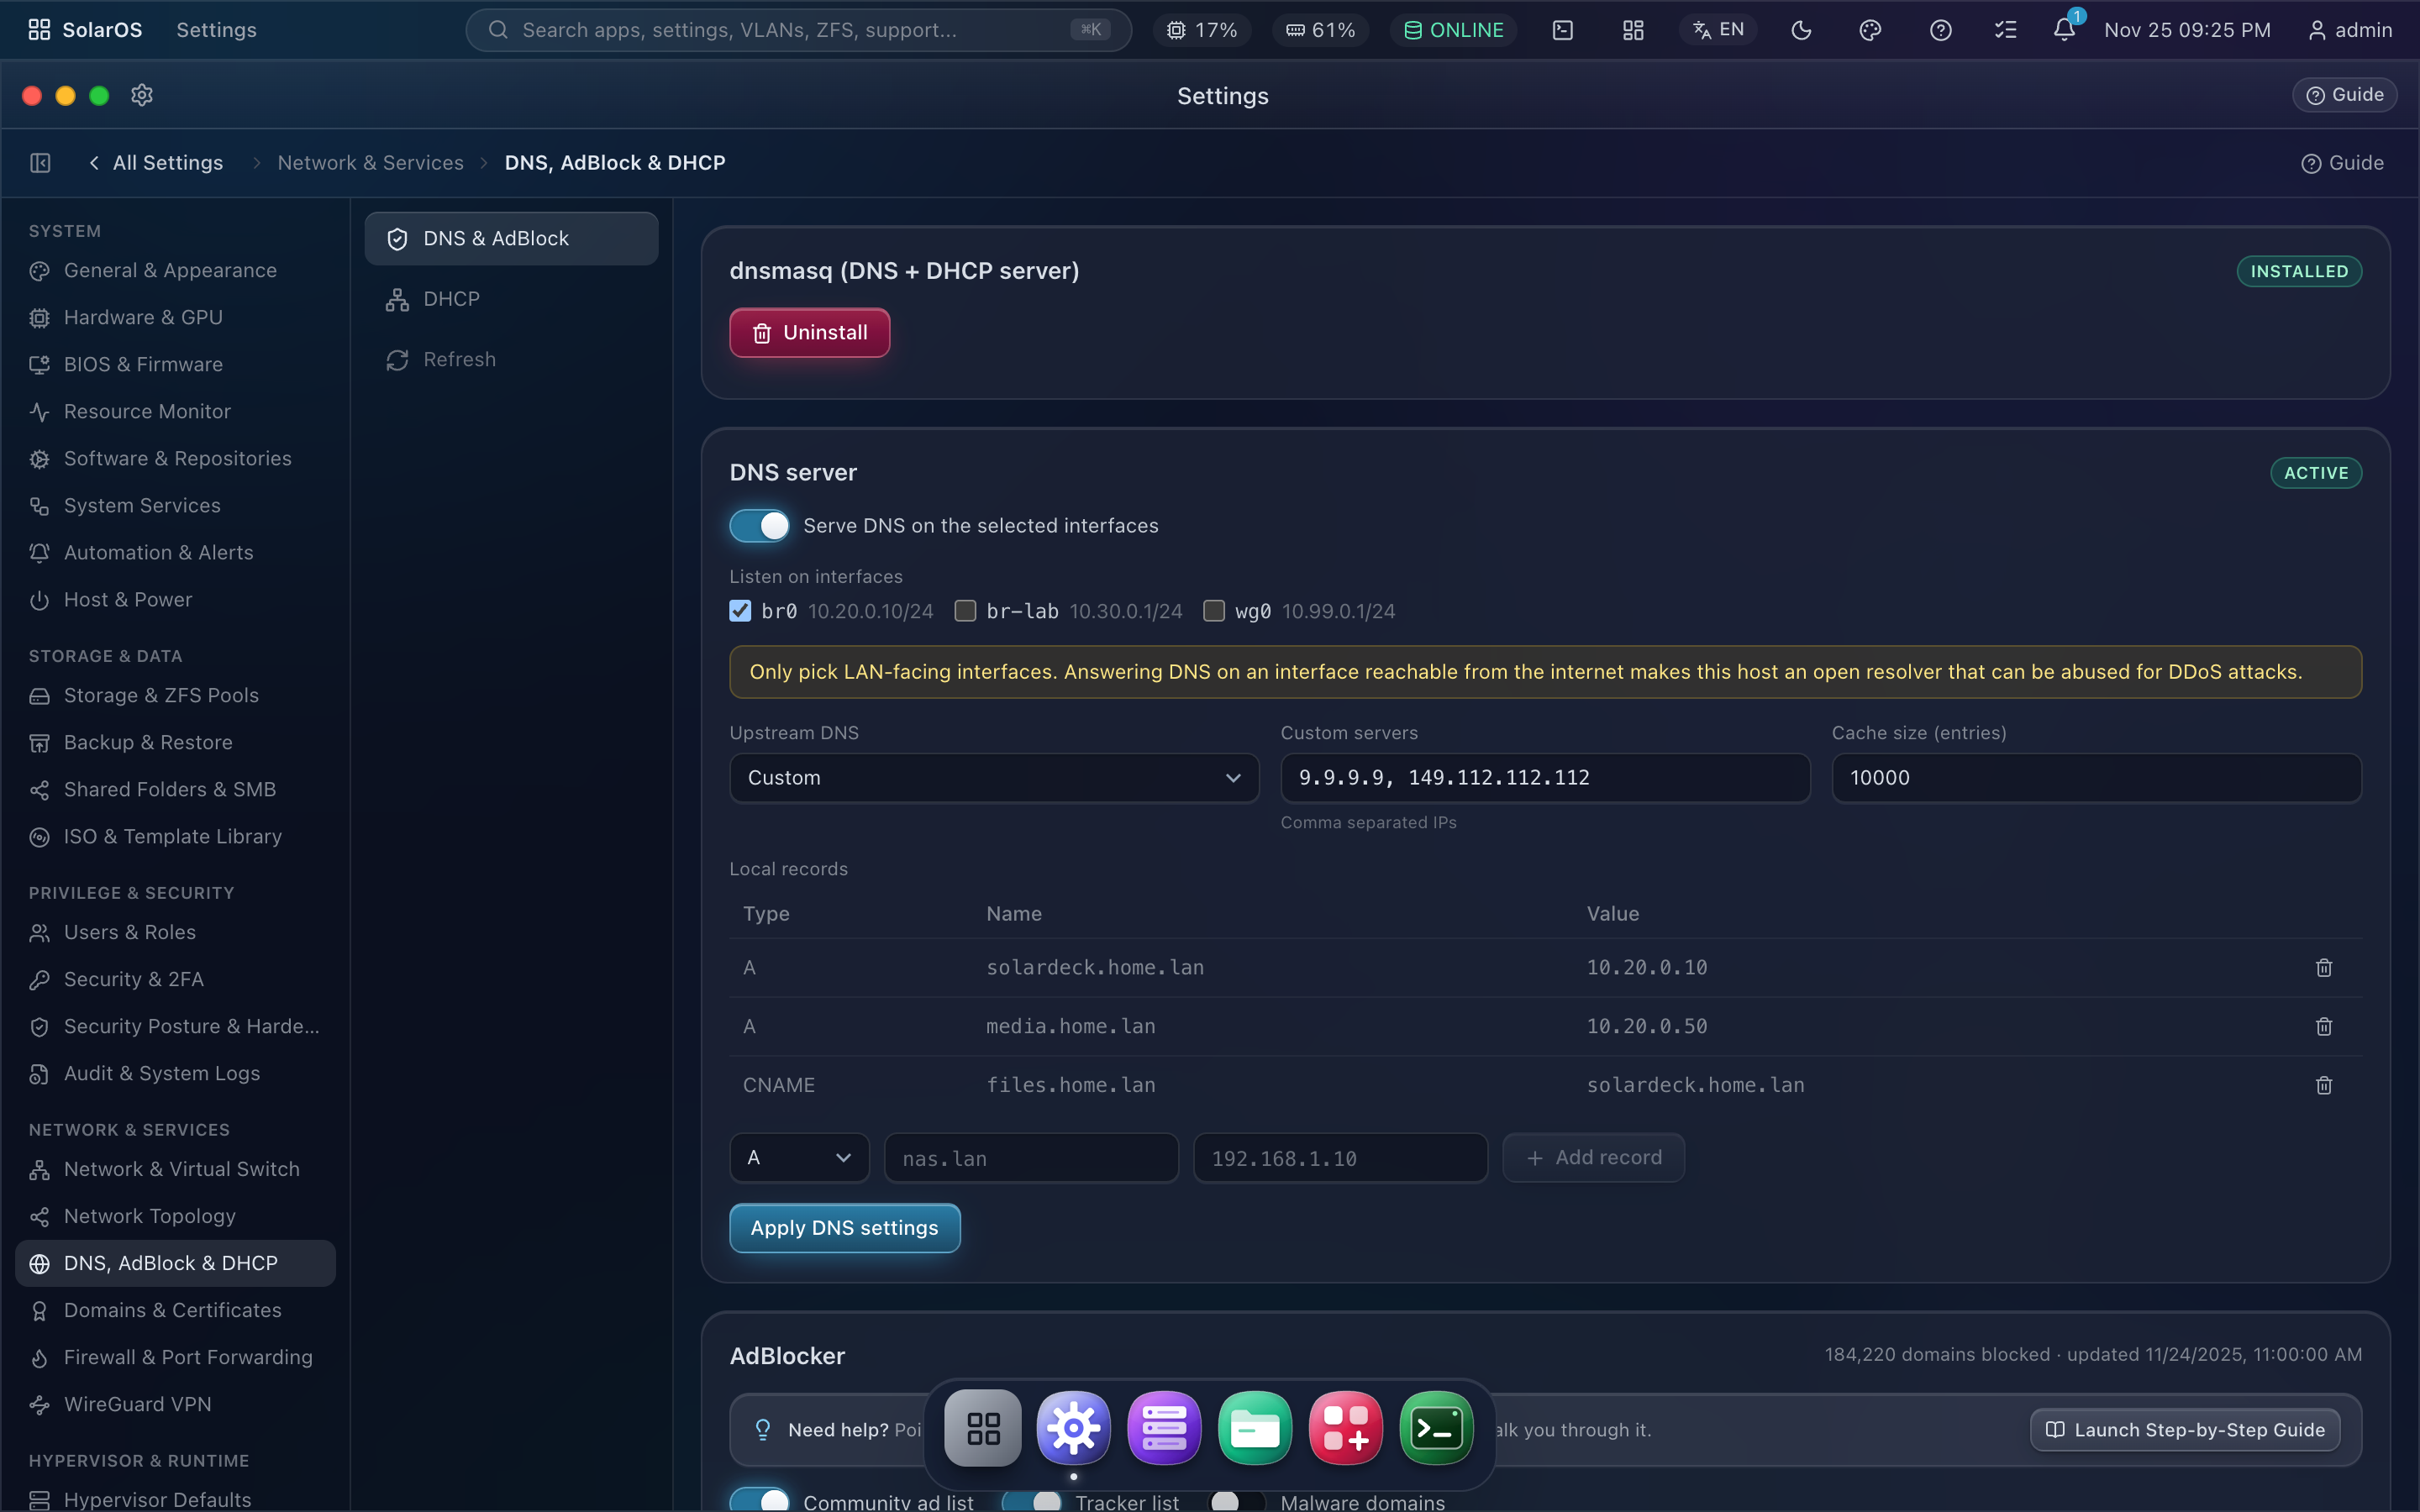 SolarOS Settings Search apps, settings, VLANs, ZFS, support... ⌘K 17% 61% ONLINE EN 1 Nov 25 09:25 PM admin
Settings Guide
All Settings Network & Services DNS, AdBlock & DHCP Guide
SYSTEM
General & Appearance
Hardware & GPU
BIOS & Firmware
Resource Monitor
Software & Repositories
System Services
Automation & Alerts
Host & Power
STORAGE & DATA
Storage & ZFS Pools
Backup & Restore
Shared Folders & SMB
ISO & Template Library
PRIVILEGE & SECURITY
Users & Roles
Security & 2FA
Security Posture & Harde...
Audit & System Logs
NETWORK & SERVICES
Network & Virtual Switch
Network Topology
DNS, AdBlock & DHCP
Domains & Certificates
Firewall & Port Forwarding
WireGuard VPN
HYPERVISOR & RUNTIME
Hypervisor Defaults
DNS & AdBlock
DHCP
Refresh
dnsmasq (DNS + DHCP server) INSTALLED
Uninstall
DNS server ACTIVE
Serve DNS on the selected interfaces
Listen on interfaces
br0 10.20.0.10/24 br-lab 10.30.0.1/24 wg0 10.99.0.1/24
Only pick LAN-facing interfaces. Answering DNS on an interface reachable from the internet makes this host an open resolver that can be abused for DDoS attacks.
Upstream DNS Custom servers Cache size (entries)
Custom 9.9.9.9, 149.112.112.112 10000
Comma separated IPs
Local records
Type Name Value
A solardeck.home.lan 10.20.0.10
A media.home.lan 10.20.0.50
CNAME files.home.lan solardeck.home.lan
A nas.lan 192.168.1.10 + Add record
Apply DNS settings
AdBlocker 184,220 domains blocked · updated 11/24/2025, 11:00:00 AM
Need help? Poi alk you through it. Launch Step-by-Step Guide
Community ad list Tracker list Malware domains